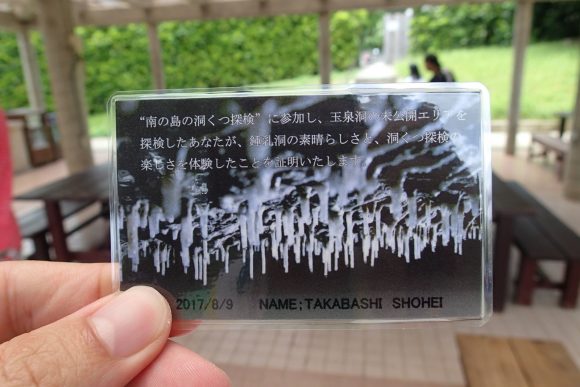 “南の島の洞くつ探検”に参加し、玉泉洞の未公開エリアを
探検したあなたが、鍾乳洞の素晴らしさと、洞くつ探検の
楽しさを体験したことを証明いたします。
2017/8/9 NAME;TAKABASHI SHOHEI